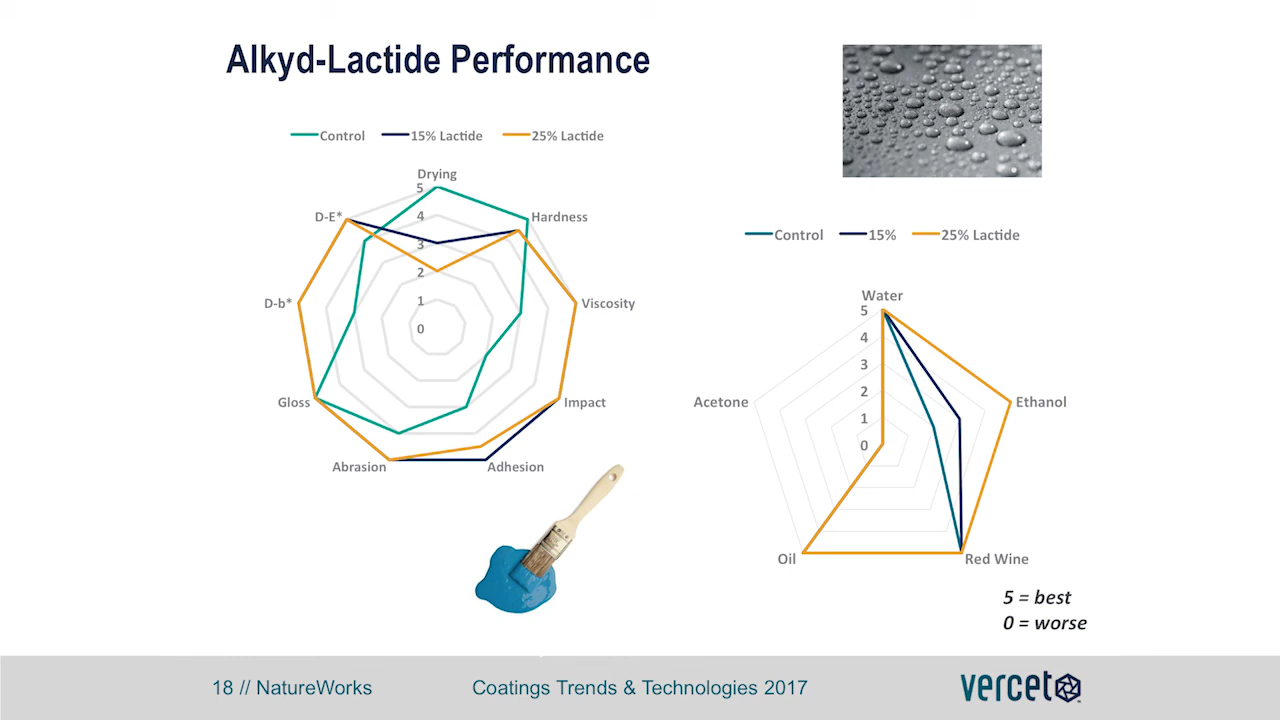 Alkyd-Lactide Performance
Control 15% Lactide 25% Lactide
Drying
5
D-E* 4 Hardness
3
2
D-b* 1 Viscosity
0
Gloss Impact
Abrasion Adhesion
Control 15% 25% Lactide
Water
5
4
3
Acetone 2 Ethanol
1
0
Oil Red Wine
5 = best
0 = worse
18 // NatureWorks Coatings Trends & Technologies 2017 verceto™